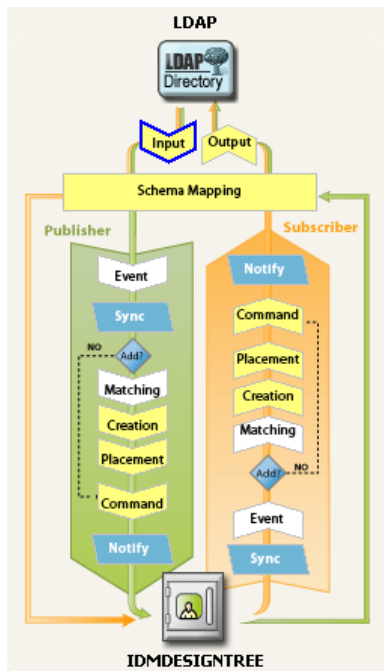 LDAP
LDAP
Directory
Input
Output
Schema Mapping
Publisher
Event
Sync
NO
Add?
Matching
Creation
Placement
Command
Notify
Subscriber
Notify
Command
Placement
Creation
Matching
Add?
NO
Event
Sync
IDMDESIGNTREE